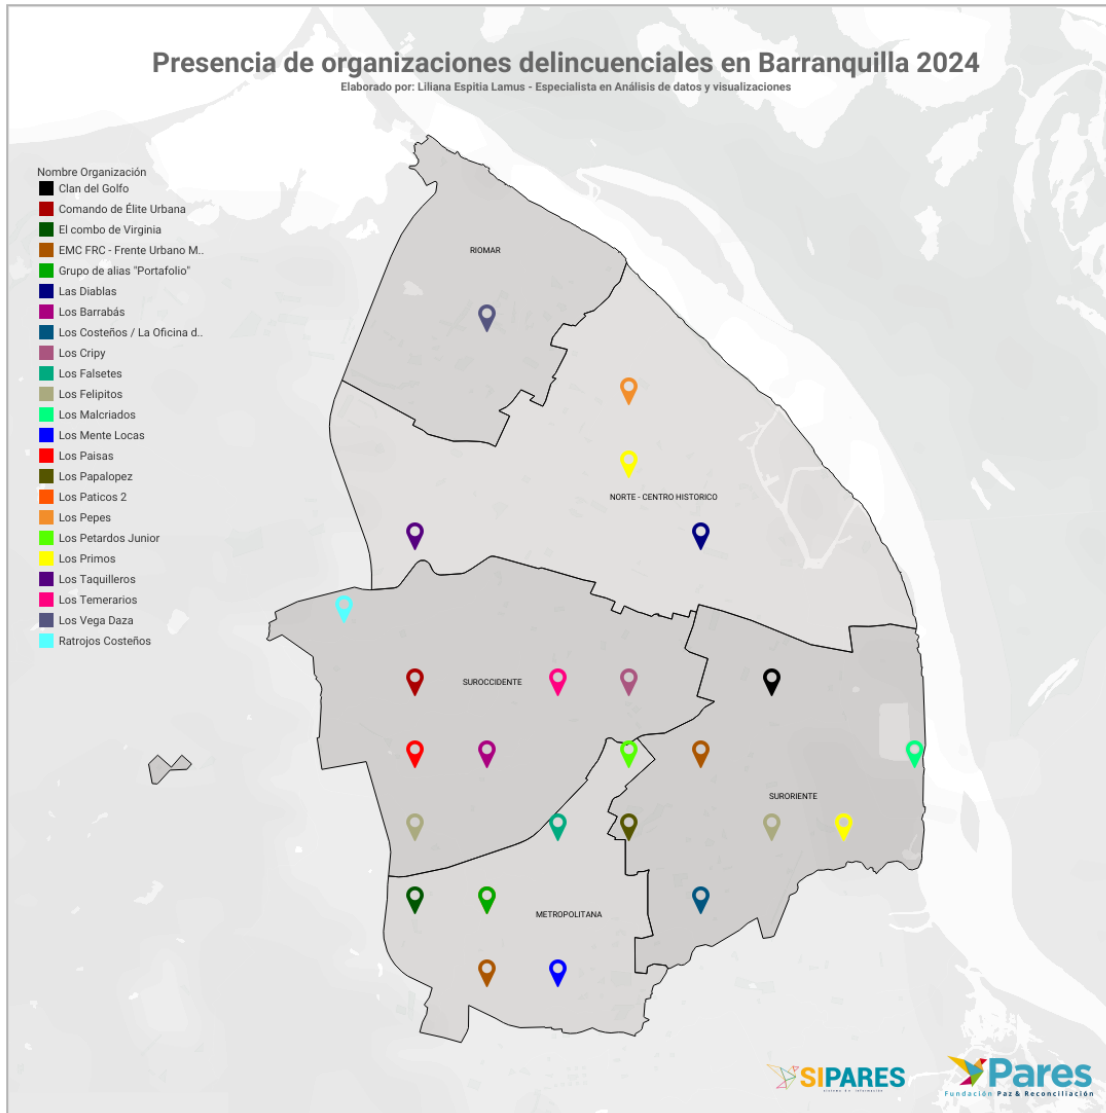 Presencia de organizaciones delincuenciales en Barranquilla 2024
Elaborado por: Liliana Espitia Lamus - Especialista en Análisis de datos y visualizaciones
Nombre Organización
Clan del Golfo
Comando de Élite Urbana
El combo de Virginia
EMC FRC - Frente Urbano M..
Grupo de alias "Portafolio"
Las Diablas
Los Barrabás
Los Costeños / La Oficina d..
Los Cripy
Los Falsetes
Los Felipitos
Los Malcriados
Los Mente Locas
Los Paisas
Los Papalopez
Los Paticos 2
Los Pepes
Los Petardos Junior
Los Primos
Los Taquilleros
Los Temerarios
Los Vega Daza
Ratrojos Costeños
RIOMAR
NORTE - CENTRO HISTORICO
SUROCCIDENTE
SURORIENTE
METROPOLITANA
SIPARES
Pares
Fundación Paz & Reconciliación